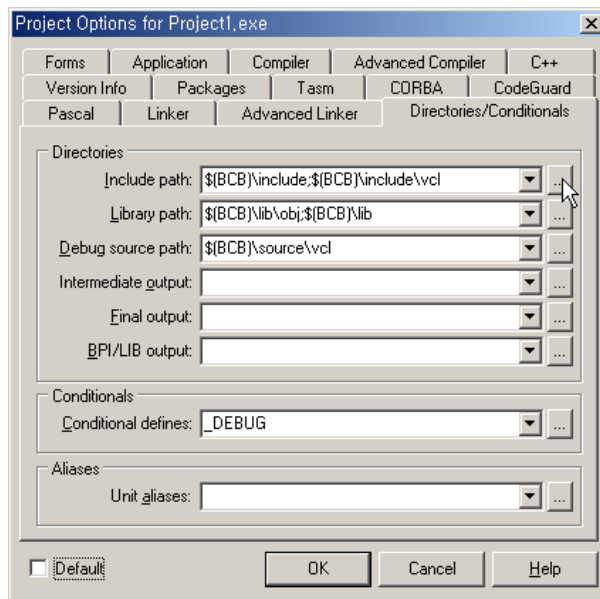 Project Options for Project1.exe
Forms Application Compiler Advanced Compiler C++
Version Info Packages Tasm CORBA CodeGuard
Pascal Linker Advanced Linker Directories/Conditionals
Directories
Include path: $(BCB)\include;$(BCB)\include\vcl ...
Library path: $(BCB)\lib\obj;$(BCB)\lib ...
Debug source path: $(BCB)\source\vcl ...
Intermediate output: ...
Final output: ...
BPI/LIB output: ...
Conditionals
Conditional defines: _DEBUG ...
Aliases
Unit aliases: ...
Default OK Cancel Help